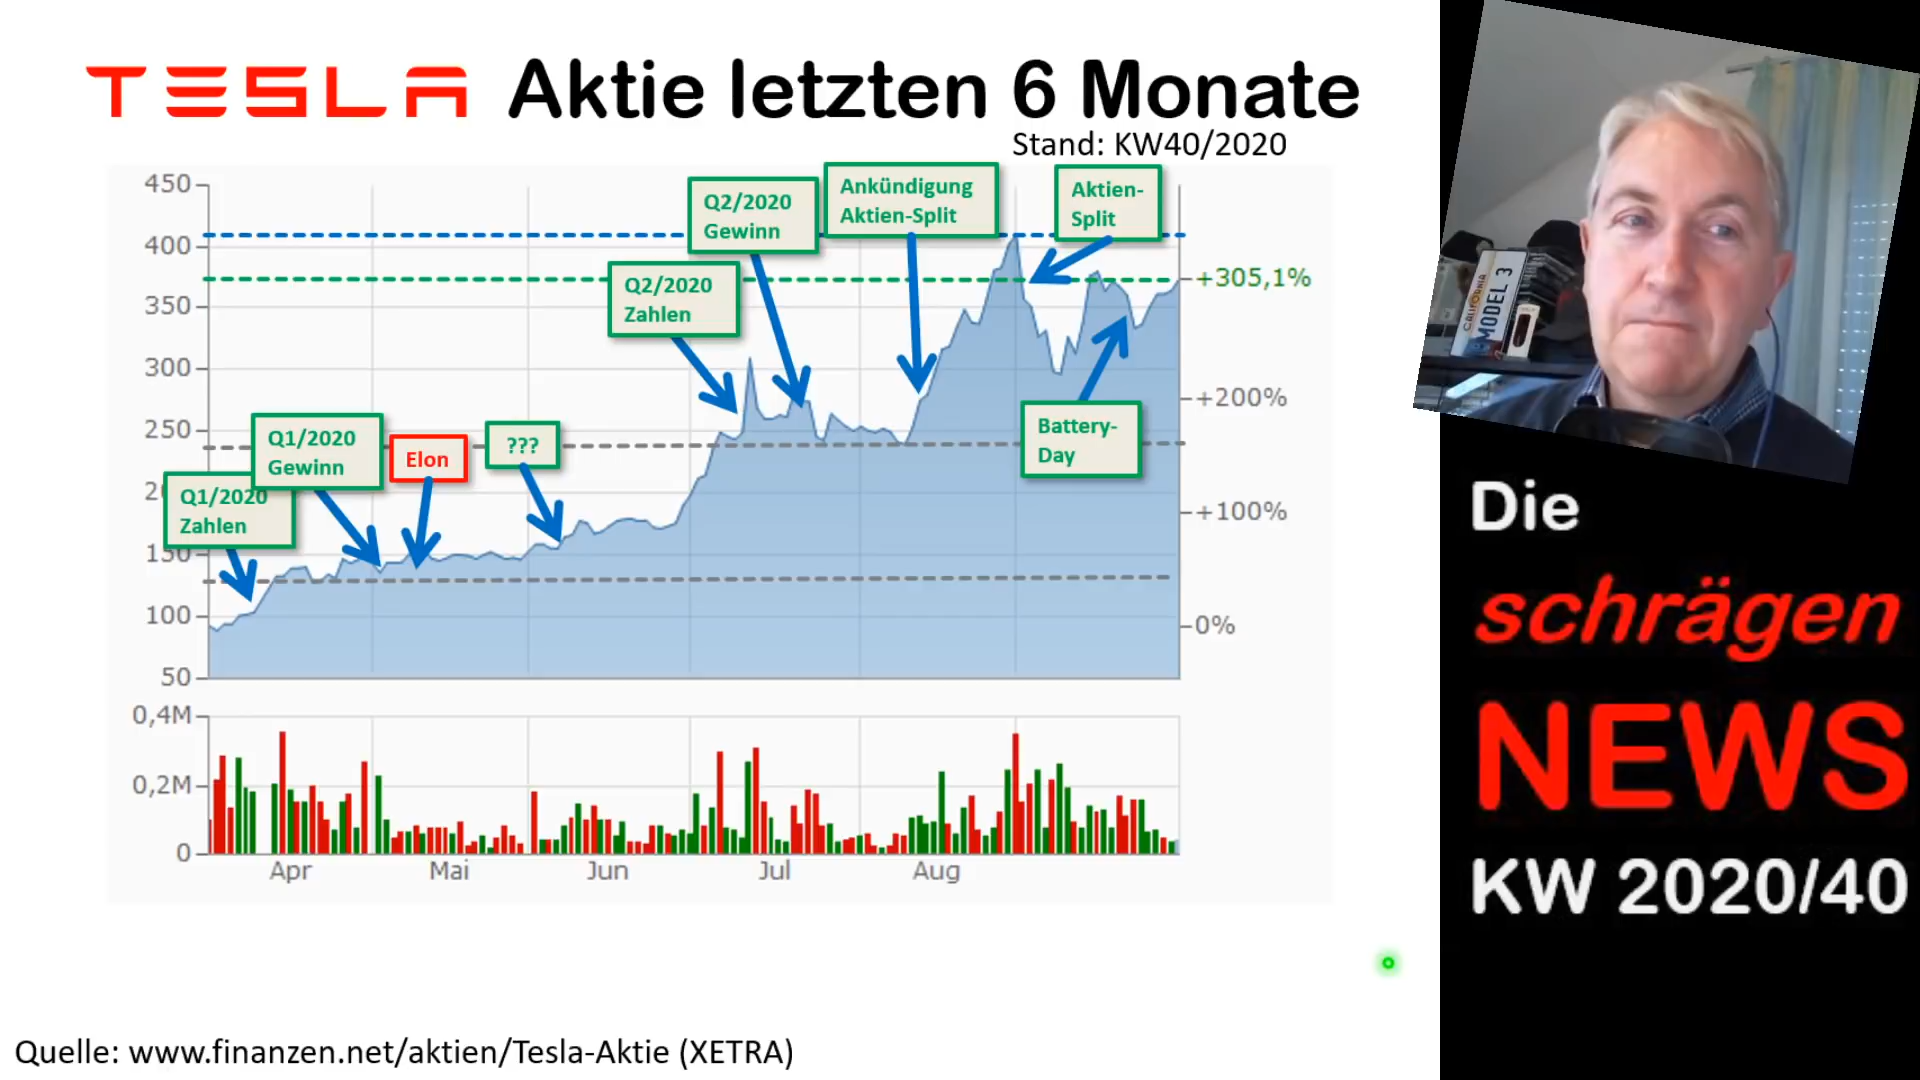 TESLA Aktie letzten 6 Monate
Stand: KW40/2020
450
400
350
300
250
2
150
100
50
+305,1%
+200%
+100%
0%
Q1/2020
Zahlen
Q1/2020
Gewinn
Elon
???
Q2/2020
Zahlen
Q2/2020
Gewinn
Ankündigung
Aktien-Split
Aktien-
Split
Battery-
Day
0,4M
0,2M
0
Apr
Mai
Jun
Jul
Aug
Quelle: www.finanzen.net/aktien/Tesla-Aktie (XETRA)
CALIFORNIA
MODEL 3
Die
schrägen
NEWS
KW 2020/40